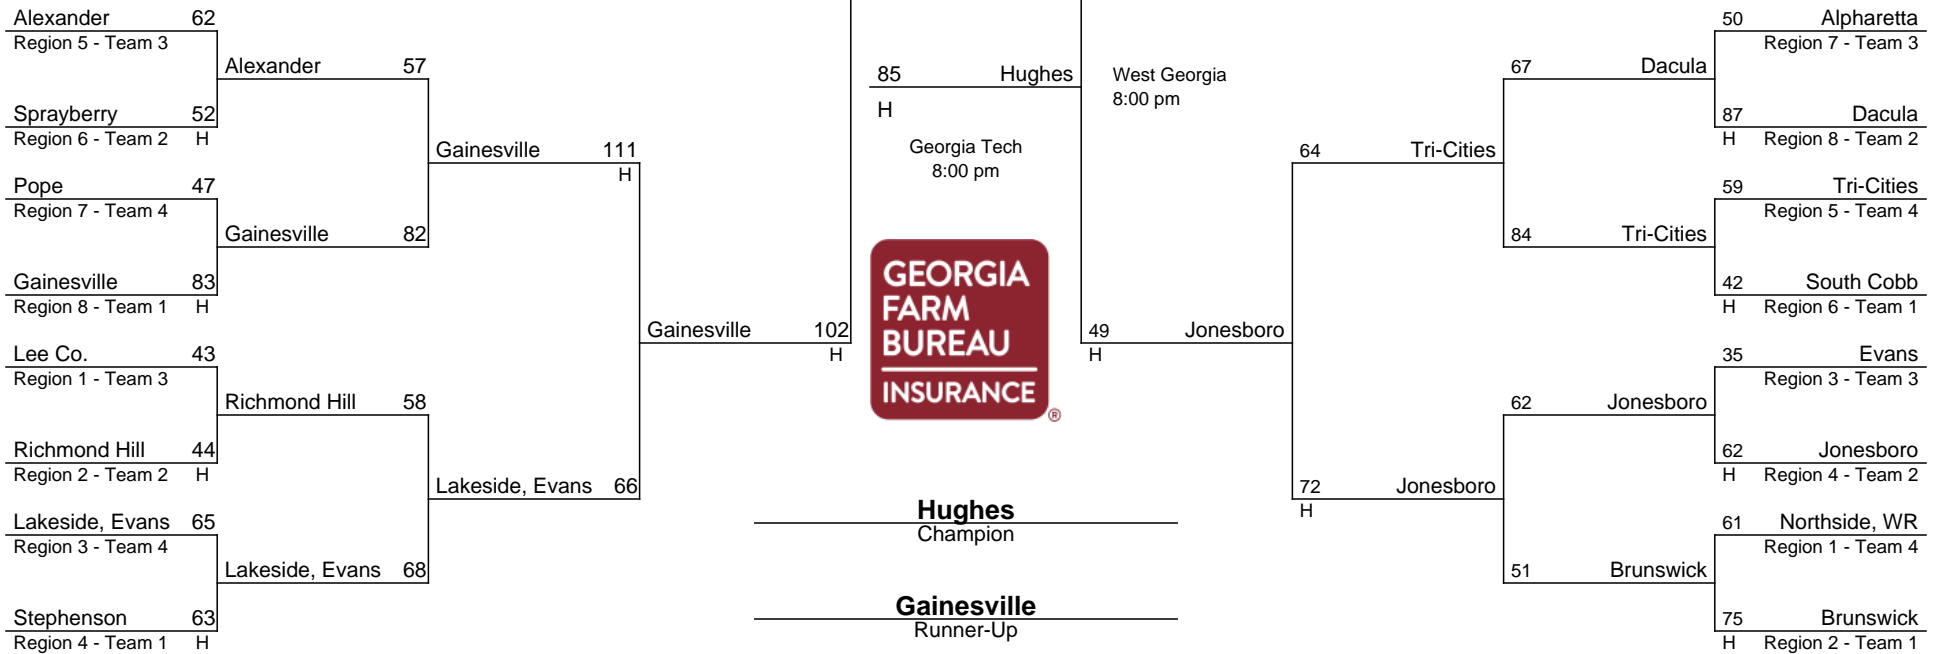 Alexander 62
Region 5 - Team 3
Sprayberry 52
Region 6 - Team 2 H
Pope 47
Region 7 - Team 4
Gainesville 83
Region 8 - Team 1 H
Lee Co. 43
Region 1 - Team 3
Richmond Hill 44
Region 2 - Team 2 H
Lakeside, Evans 65
Region 3 - Team 4
Stephenson 63
Region 4 - Team 1 H
Alexander 57
Gainesville 82
Richmond Hill 58
Lakeside, Evans 68
Gainesville 111
H
Lakeside, Evans 66
Gainesville 102
H
85 Hughes
H
Georgia Tech
8:00 pm
West Georgia
8:00 pm
GEORGIA
FARM
BUREAU
INSURANCE
®
Hughes
Champion
Gainesville
Runner-Up
49 Jonesboro
H
64 Tri-Cities
72 Jonesboro
H
67 Dacula
84 Tri-Cities
62 Jonesboro
51 Brunswick
50 Alpharetta
Region 7 - Team 3
87 Dacula
H Region 8 - Team 2
59 Tri-Cities
Region 5 - Team 4
42 South Cobb
H Region 6 - Team 1
35 Evans
Region 3 - Team 3
62 Jonesboro
H Region 4 - Team 2
61 Northside, WR
Region 1 - Team 4
75 Brunswick
H Region 2 - Team 1